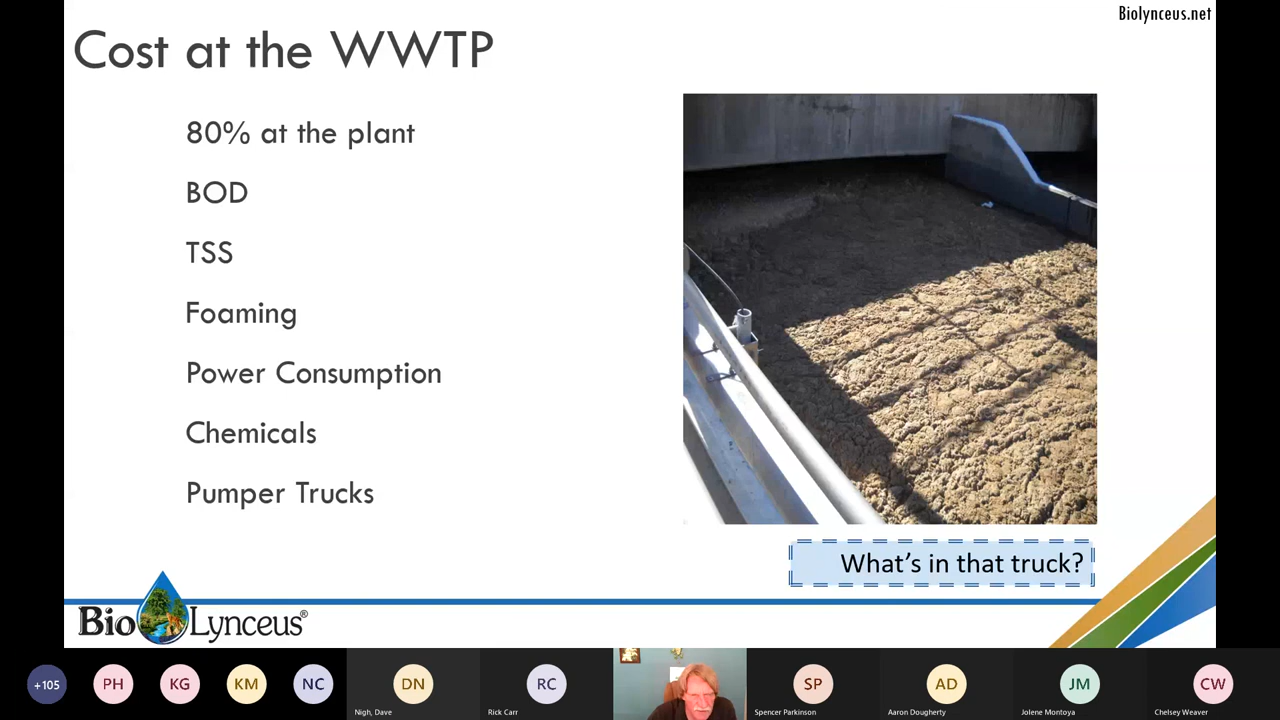 Biolynceus.net
Cost at the WWTP
80% at the plant
BOD
TSS
Foaming
Power Consumption
Chemicals
Pumper Trucks
What's in that truck?
Bio Lynceus®
+105
PH
KG
KM
NC
DN
RC
SP
AD
JM
CW
Nigh, Dave
Rick Carr
Spencer Parkinson
Aaron Dougherty
Jolene Montoya
Chelsey Weaver